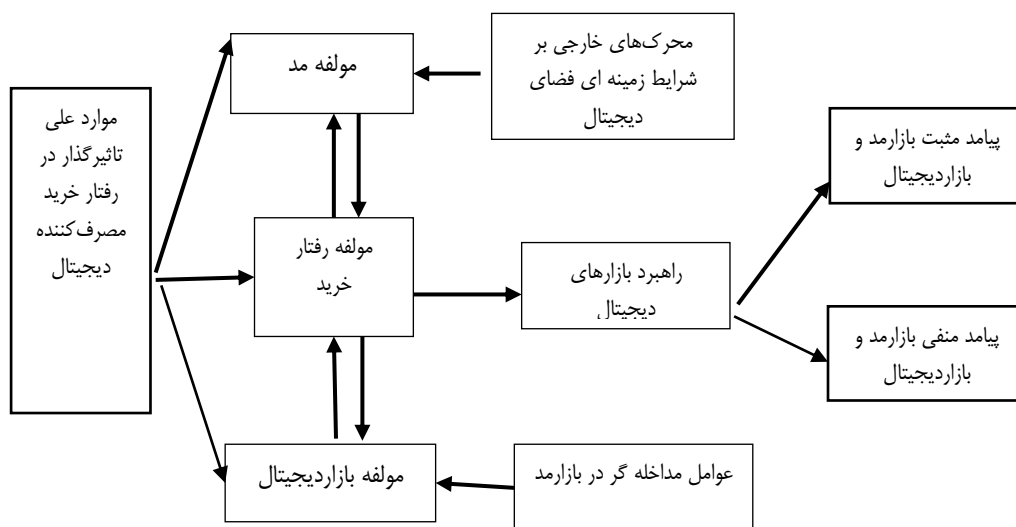 موارد علی
تاثیرگذار در
رفتار خرید
مصرف‌کننده
دیجیتال
مولفه مد
محرک‌های خارجی بر
شرایط زمینه ای فضای
دیجیتال
مولفه رفتار
خرید
راهبرد بازارهای
دیجیتال
پیامد مثبت بازارمد و
بازاردیجیتال
پیامد منفی بازارمد و
بازاردیجیتال
مولفه بازاردیجیتال
عوامل مداخله گر در بازارمد